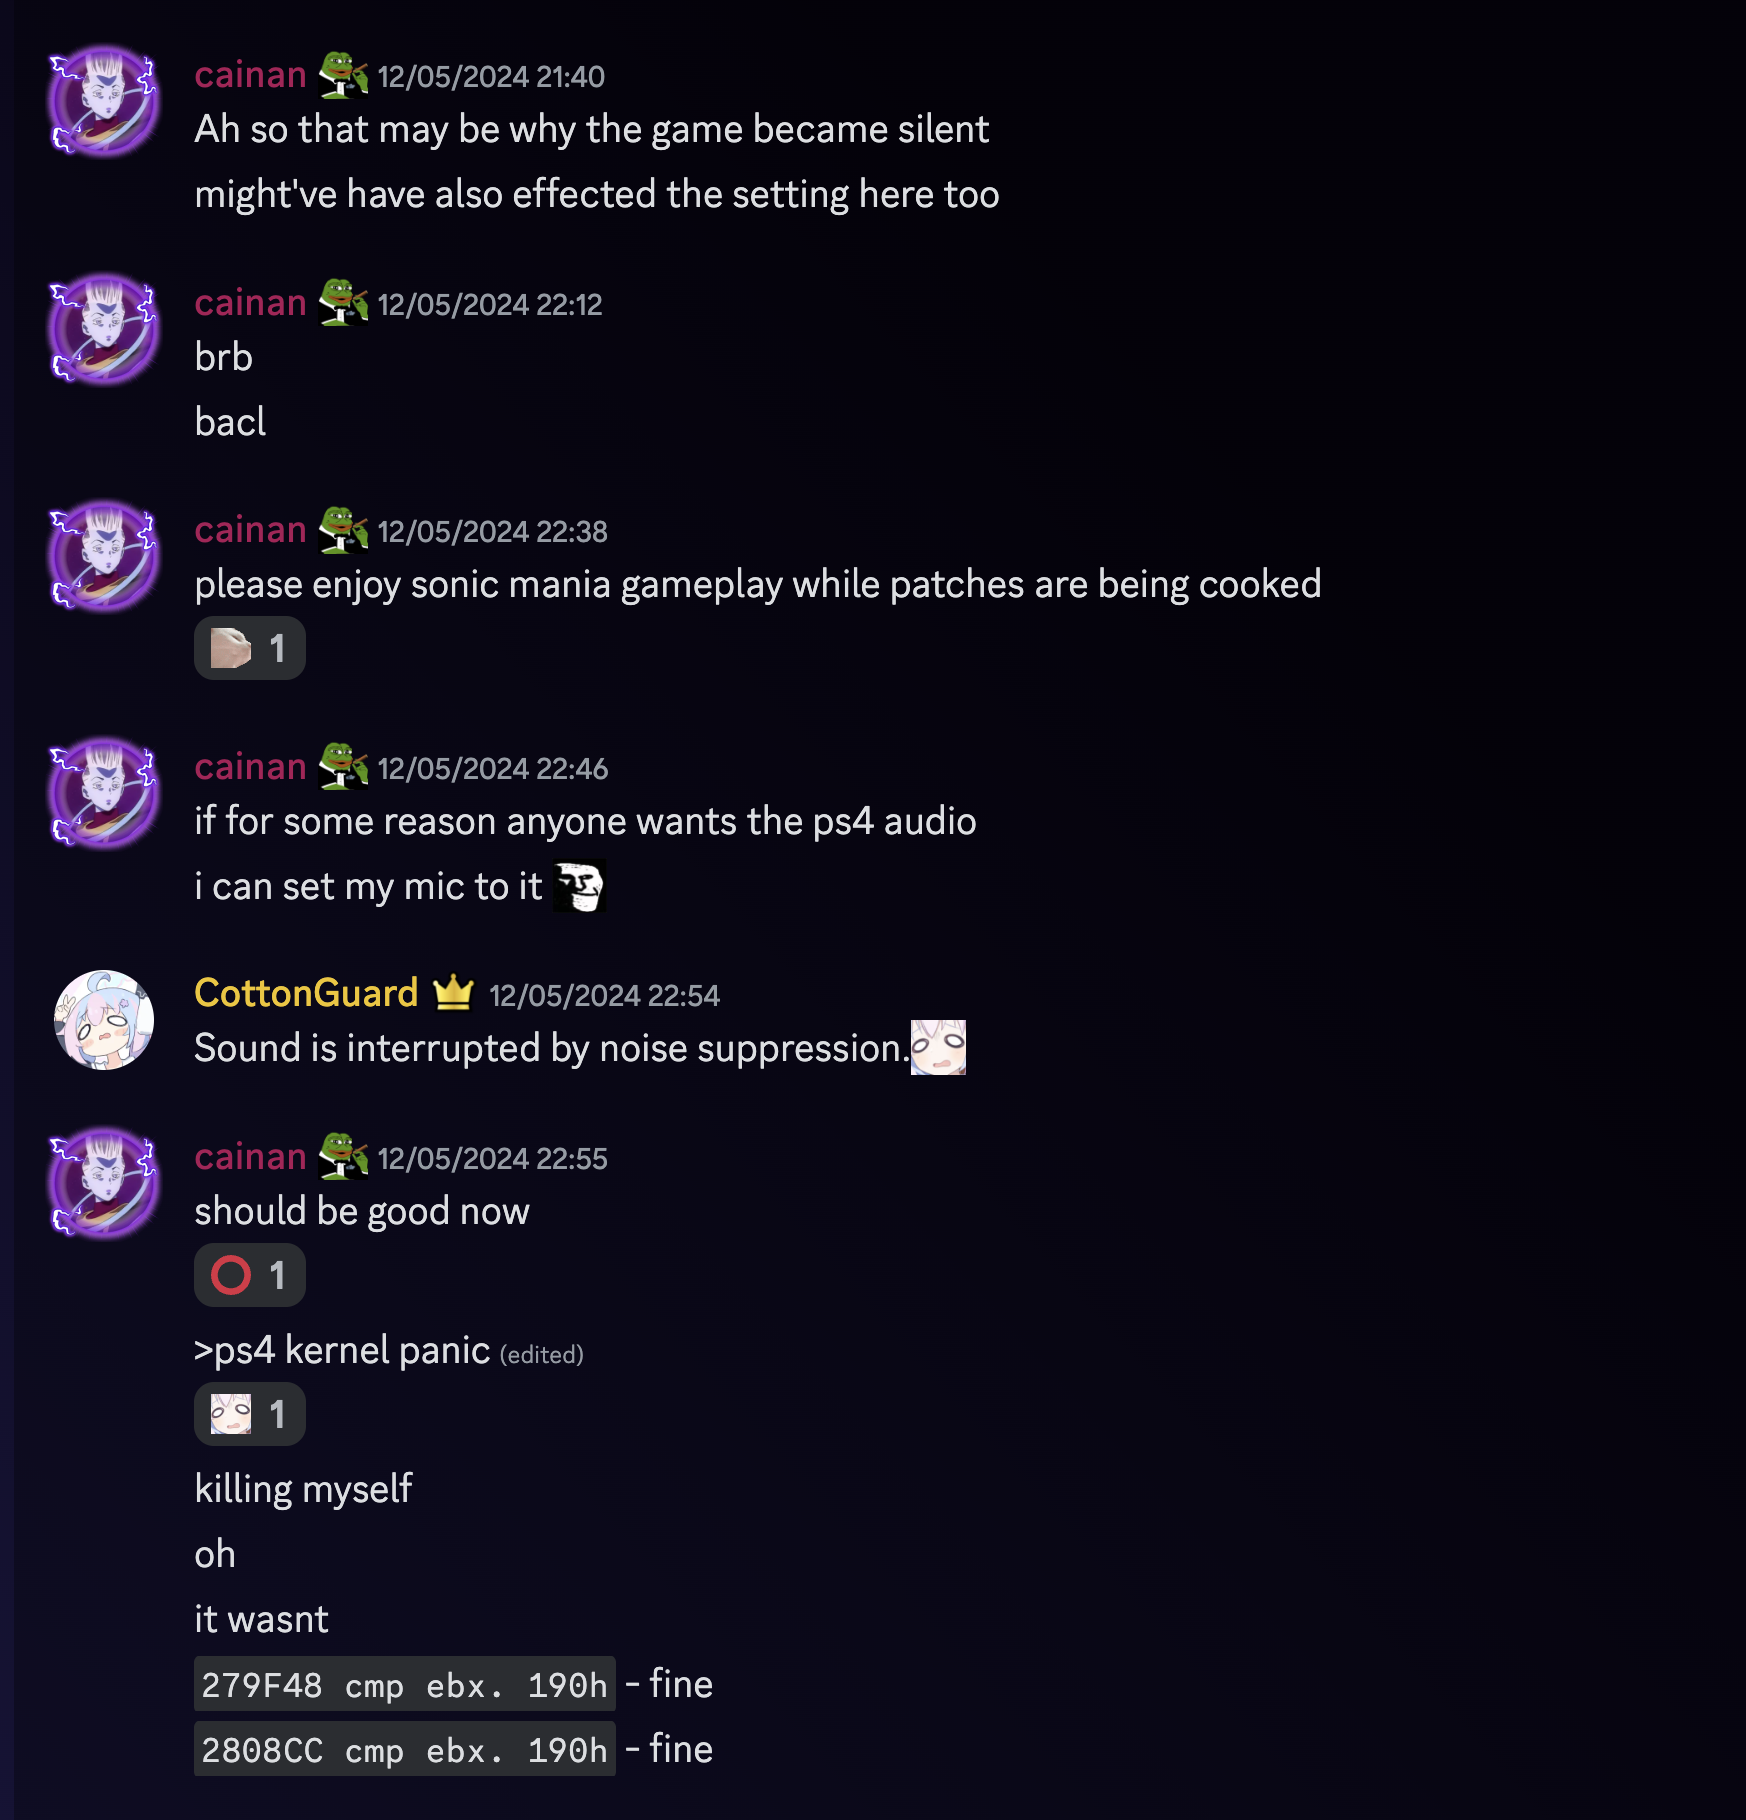 cainan 12/05/2024 21:40
Ah so that may be why the game became silent
might've have also effected the setting here too
cainan 12/05/2024 22:12
brb
bacl
cainan 12/05/2024 22:38
please enjoy sonic mania gameplay while patches are being cooked
1
cainan 12/05/2024 22:46
if for some reason anyone wants the ps4 audio
i can set my mic to it
CottonGuard 12/05/2024 22:54
Sound is interrupted by noise suppression.
cainan 12/05/2024 22:55
should be good now
1
>ps4 kernel panic (edited)
1
killing myself
oh
it wasnt
279F48 cmp ebx. 190h - fine
2808CC cmp ebx. 190h - fine